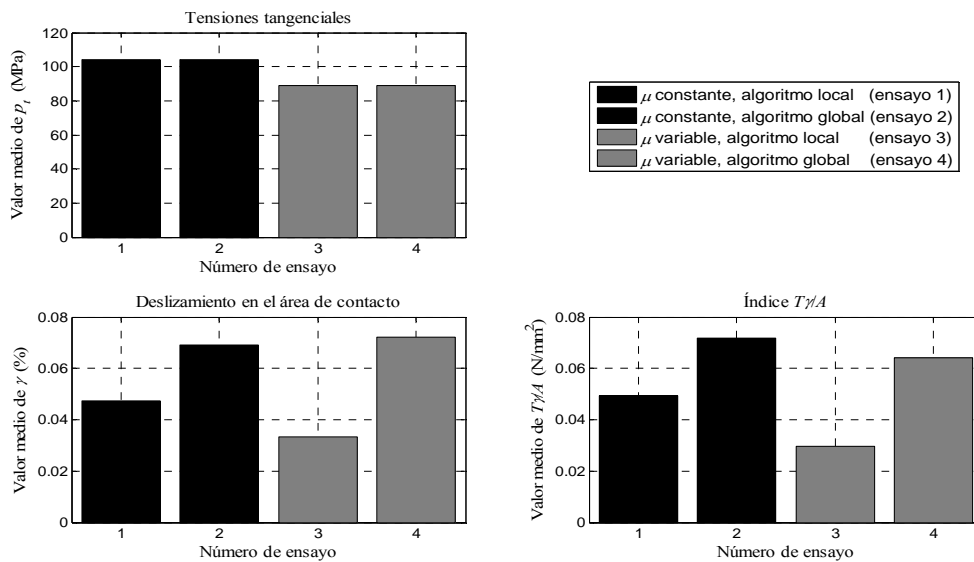 Tensiones tangenciales
Valor medio de pt (MPa)
120
100
80
60
40
20
0
1 2 3 4
Número de ensayo
μ constante, algoritmo local (ensayo 1)
μ constante, algoritmo global (ensayo 2)
μ variable, algoritmo local (ensayo 3)
μ variable, algoritmo global (ensayo 4)
Deslizamiento en el área de contacto
Valor medio de γ (%)
0.08
0.06
0.04
0.02
0
1 2 3 4
Número de ensayo
Índice Tγ/A
Valor medio de Tγ/A (N/mm²)
0.08
0.06
0.04
0.02
0
1 2 3 4
Número de ensayo